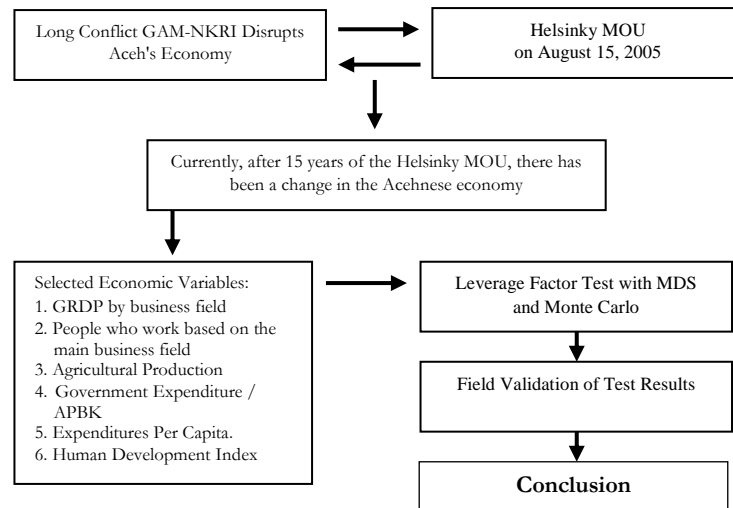 Long Conflict GAM-NKRI Disrupts
Aceh's Economy
Helsinky MOU
on August 15, 2005
Currently, after 15 years of the Helsinky MOU, there has
been a change in the Acehnese economy
Selected Economic Variables:
1. GRDP by business field
2. People who work based on the
main business field
3. Agricultural Production
4. Government Expenditure /
APBK
5. Expenditures Per Capita.
6. Human Development Index
Leverage Factor Test with MDS
and Monte Carlo
Field Validation of Test Results
Conclusion